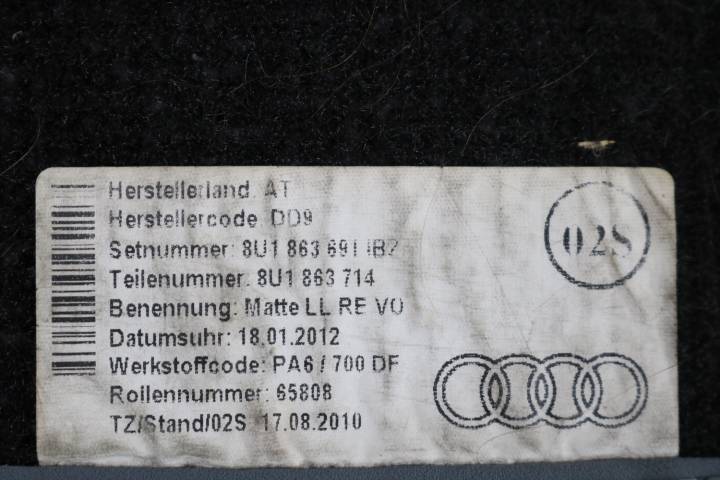 Herstellerland: AT
Herstellercode: DD9
02S
Setnummer: 8U1 863 691
Teilenummer: 8U1 863 714
Benennung: Matte LL RE VO
Datumsuhr: 18.01.2012
Werkstoffcode: PA6 / 700 DF
Rollennummer: 65808
TZ/Stand/02S 17.08.2010